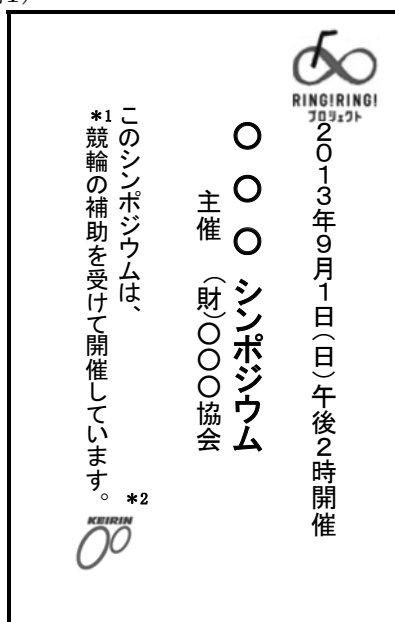 1)
RING!RING!
プロジェクト
2013年9月1日(日)午後2時開催
○○○シンポジウム
主催 (財)○○○協会
このシンポジウムは、
*1
競輪の補助を受けて開催しています。
*2
KEIRIN